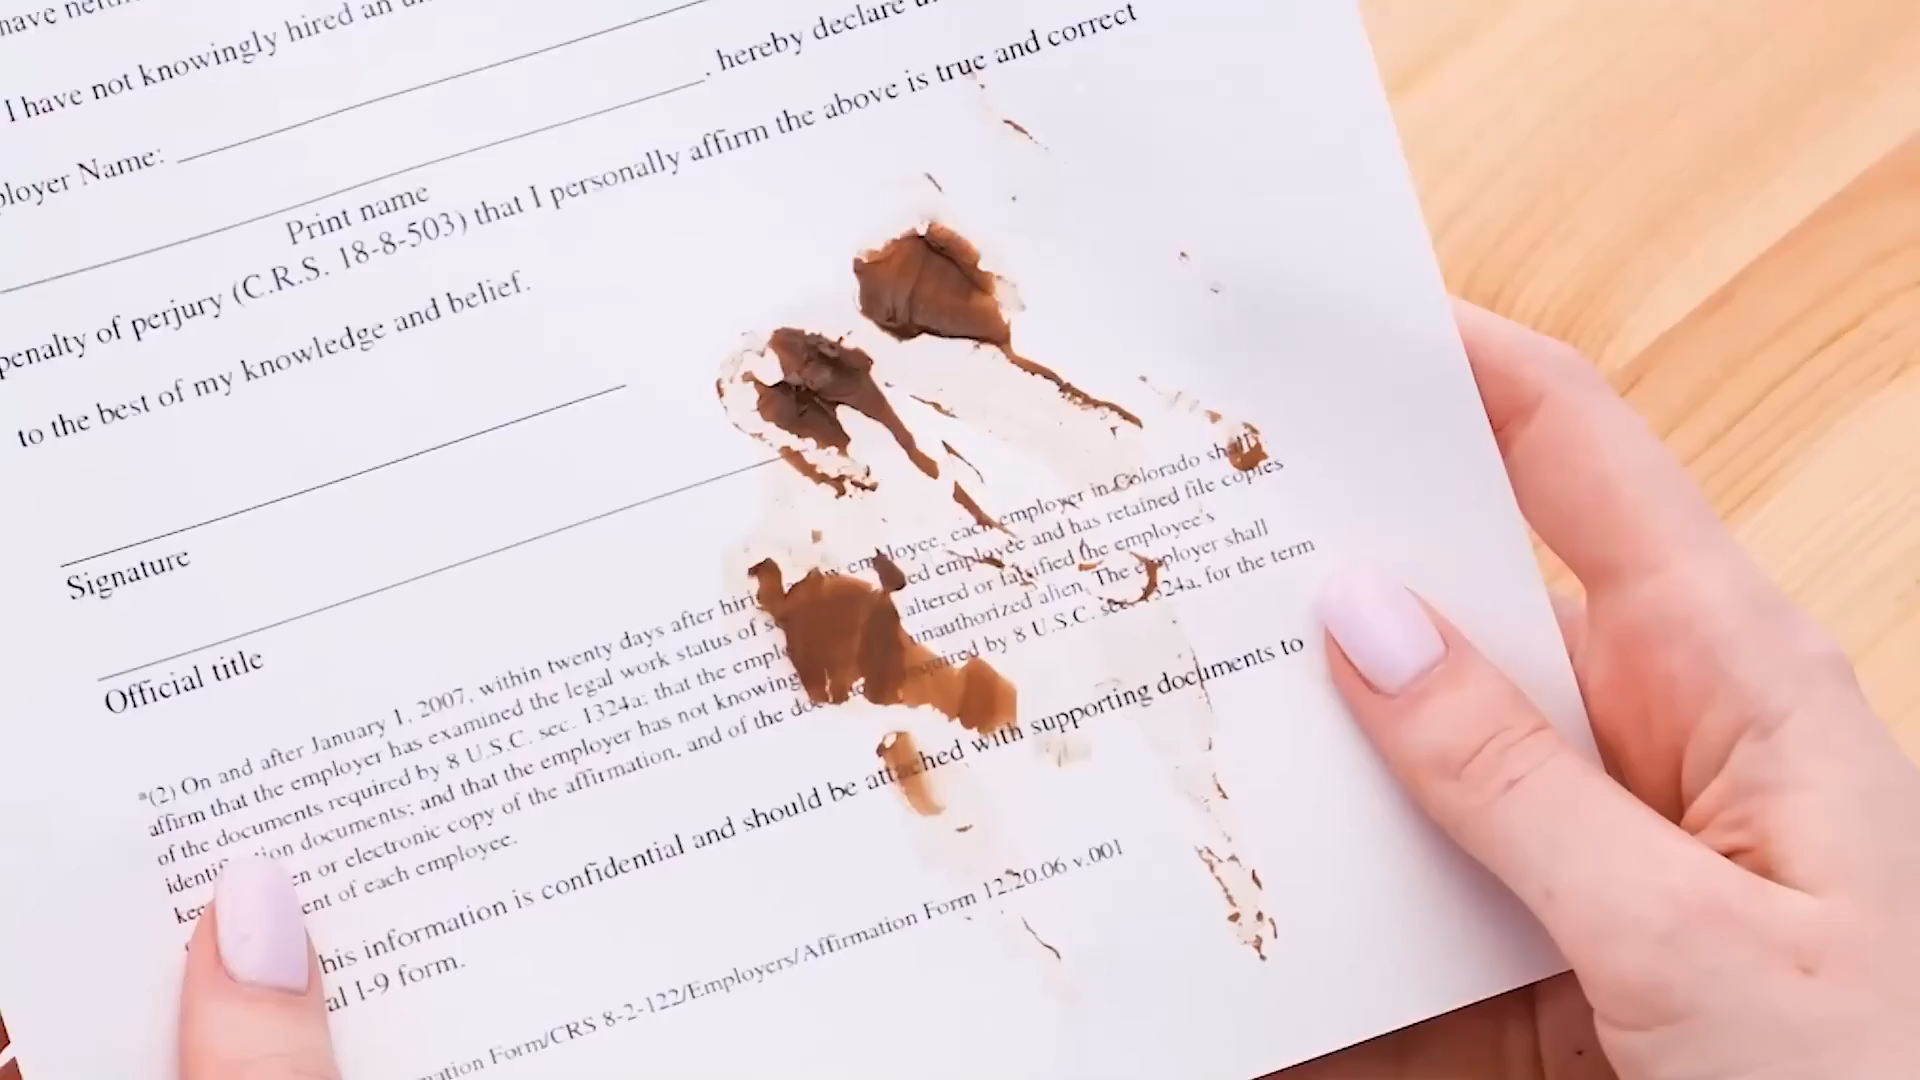 I have not knowingly hired an
, hereby declare
Name:
Print name
penalty of perjury (C.R.S. 18-8-503) that I personally affirm the above is true and correct
to the best of my knowledge and belief.
Signature
Official title
*(2) On and after January 1, 2007, within twenty days after employee, each employer in Colorado shall
affirm that the employer has examined the legal work status of employee and has retained file copies
of the documents required by 8 U.S.C. sec. 1324a; that the altered or falsified the employee's
documents; and that the employer has not unauthorized alien. The employer shall
or electronic copy of the affirmation, and of the required by 8 U.S.C. sec. 1324a, for the term
of each employee.
information is confidential and should be attached with supporting documents to
I-9 form.
Form/CRS 8-2-122/Employers/Affirmation Form 12.20.06 v.001